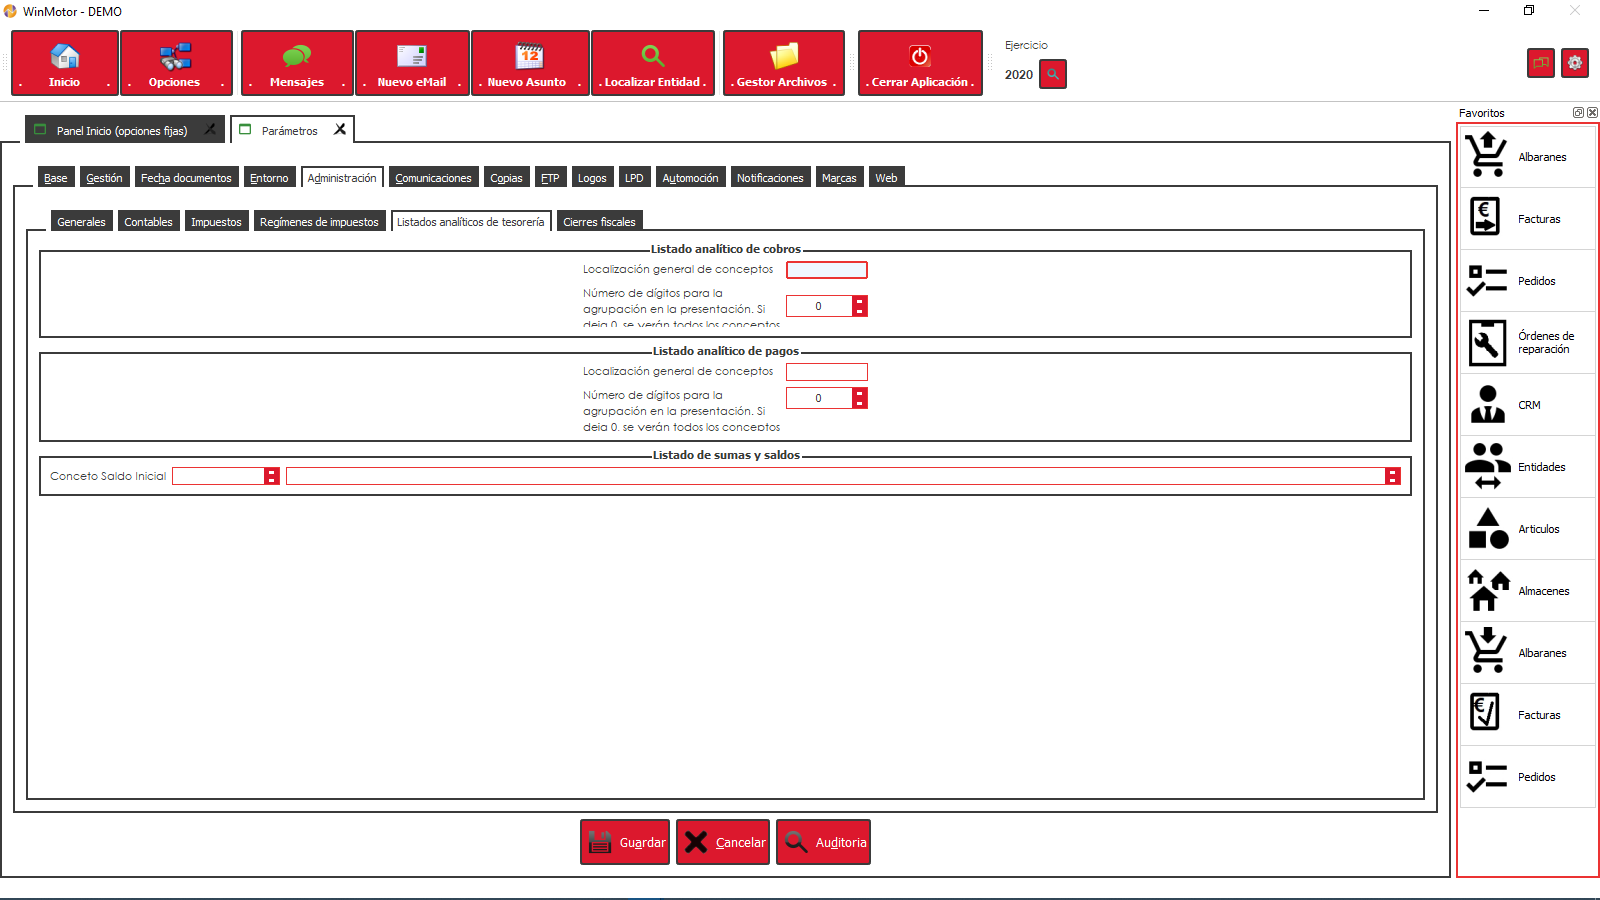 WinMotor - DEMO
. Inicio .
. Opciones .
. Mensajes .
. Nuevo eMail .
. Nuevo Asunto .
. Localizar Entidad .
. Gestor Archivos .
. Cerrar Aplicación .
Ejercicio
2020
Panel Inicio (opciones fijas)
Parámetros
Favoritos
Base
Gestión
Fecha documentos
Entorno
Administración
Comunicaciones
Copias
FTP
Logos
LPD
Automoción
Notificaciones
Marcas
Web
Generales
Contables
Impuestos
Regímenes de impuestos
Listados analíticos de tesorería
Cierres fiscales
Listado analítico de cobros
Localización general de conceptos
Número de dígitos para la
agrupación en la presentación. Si
deja 0, se verán todos los conceptos
0
Listado analítico de pagos
Localización general de conceptos
Número de dígitos para la
agrupación en la presentación. Si
deja 0, se verán todos los conceptos
0
Listado de sumas y saldos
Conceto Saldo Inicial
Guardar
Cancelar
Auditoria
Albaranes
Facturas
Pedidos
Órdenes de
reparación
CRM
Entidades
Articulos
Almacenes
Albaranes
Facturas
Pedidos